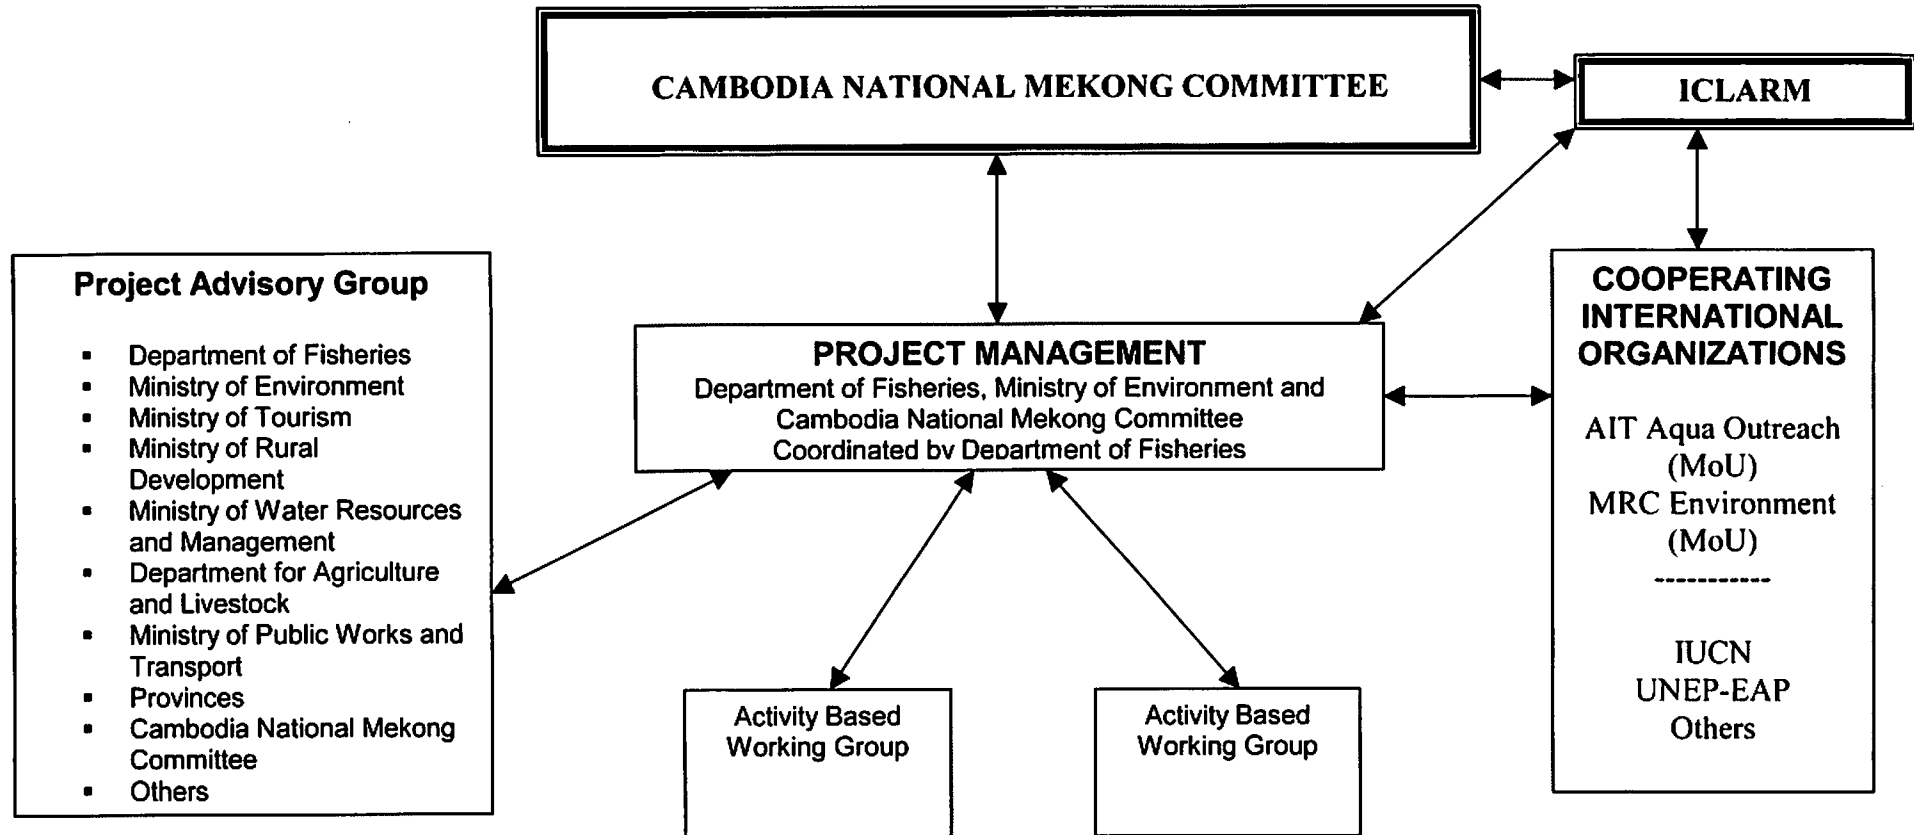 CAMBODIA NATIONAL MEKONG COMMITTEE
ICLARM
Project Advisory Group
▪ Department of Fisheries
▪ Ministry of Environment
▪ Ministry of Tourism
▪ Ministry of Rural
Development
▪ Ministry of Water Resources
and Management
▪ Department for Agriculture
and Livestock
▪ Ministry of Public Works and
Transport
▪ Provinces
▪ Cambodia National Mekong
Committee
▪ Others
PROJECT MANAGEMENT
Department of Fisheries, Ministry of Environment and
Cambodia National Mekong Committee
Coordinated by Department of Fisheries
COOPERATING
INTERNATIONAL
ORGANIZATIONS
AIT Aqua Outreach
(MoU)
MRC Environment
(MoU)
-----------
IUCN
UNEP-EAP
Others
Activity Based
Working Group
Activity Based
Working Group